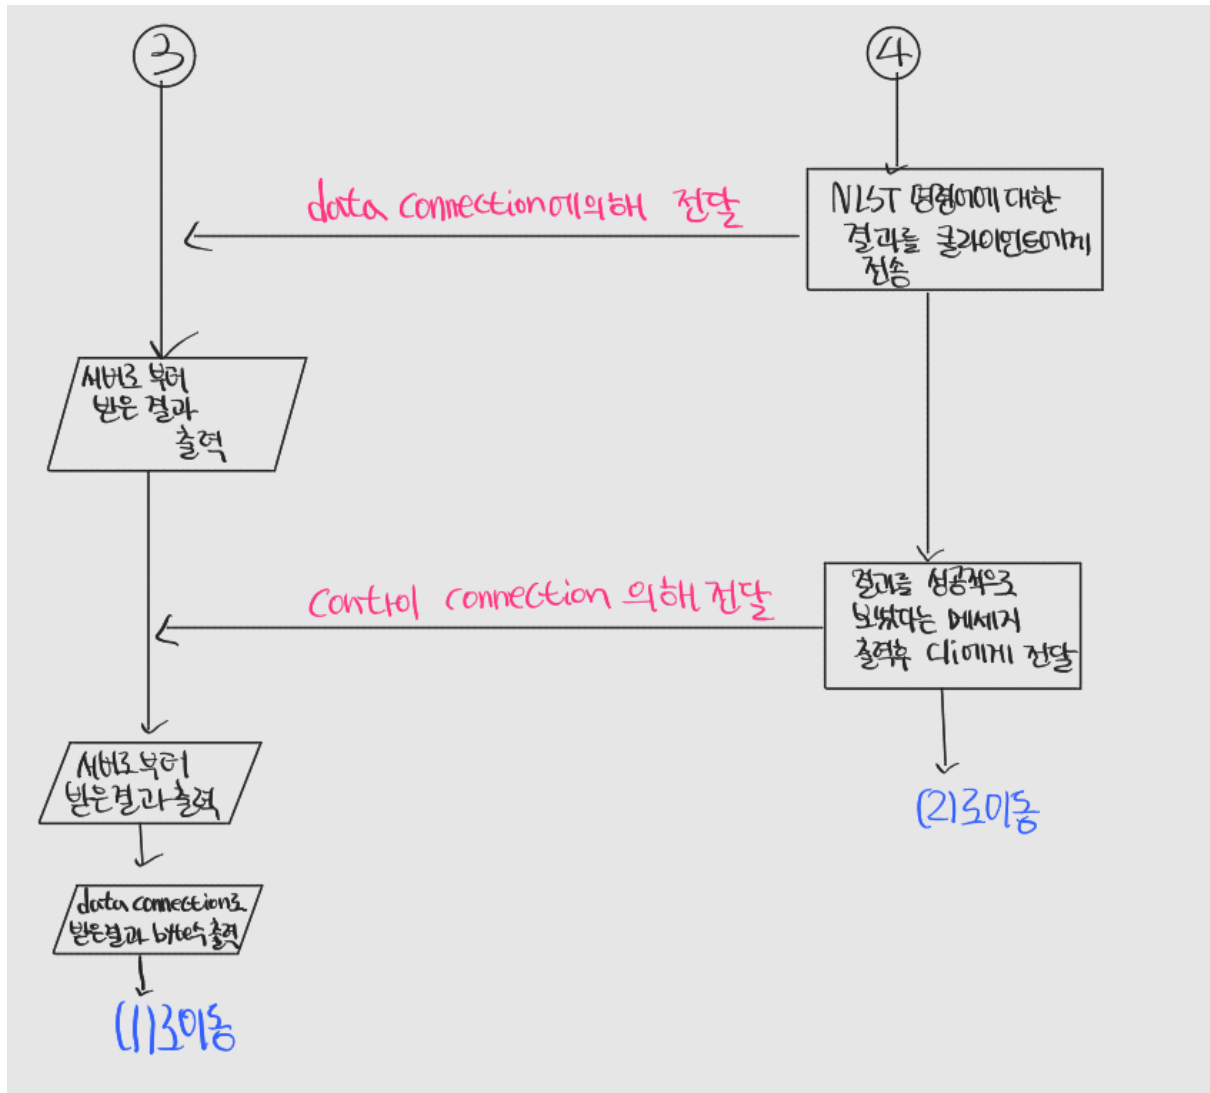 3
4
data connection에의해 전달
NLST 명령어에 대한
결과를 클라이언트에게
전송
서버로 부터
받은 결과
출력
control connection 의해 전달
결과를 성공적으로
보냈다는 메세지
출력후 cli에게 전달
서버로부터
받은결과 출력
(2)로이동
data connection로
받은결과 byte수 출력
(1)로이동